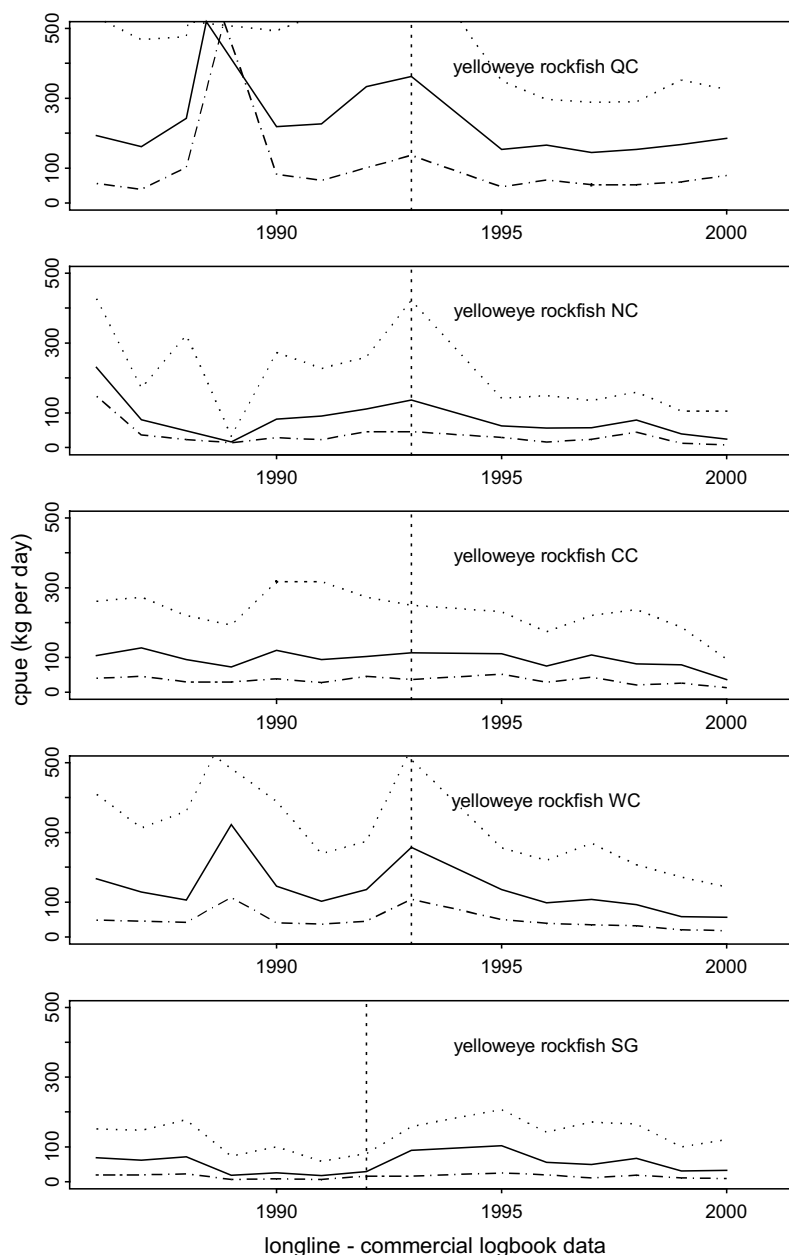 500
300
100
0
yelloweye rockfish QC
1990 1995 2000
500
300
100
0
yelloweye rockfish NC
1990 1995 2000
cpue (kg per day)
500
300
100
0
yelloweye rockfish CC
1990 1995 2000
500
300
100
0
yelloweye rockfish WC
1990 1995 2000
500
300
100
0
yelloweye rockfish SG
1990 1995 2000
longline - commercial logbook data